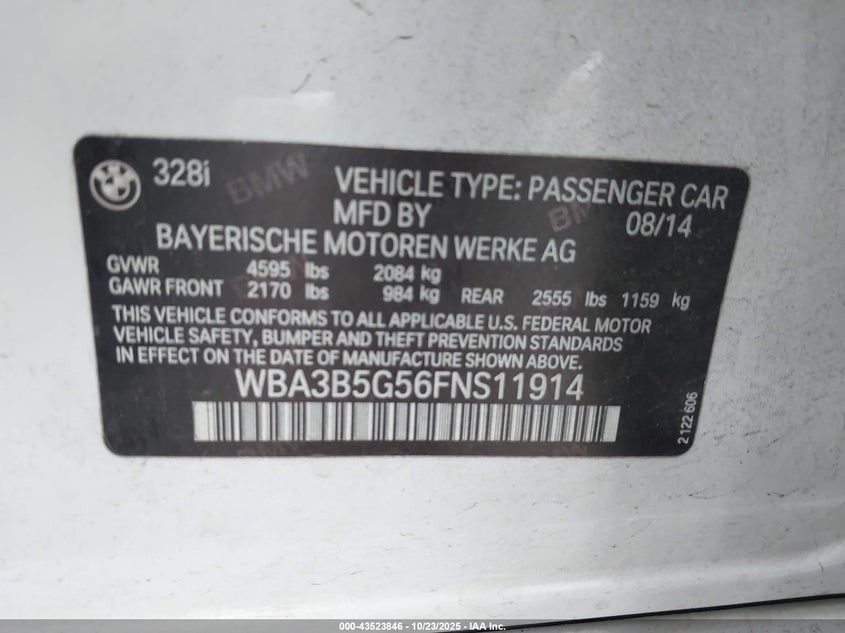 328i
VEHICLE TYPE: PASSENGER CAR
MFD BY 08/14
BAYERISCHE MOTOREN WERKE AG
GVWR 4595 lbs 2084 kg
GAWR FRONT 2170 lbs 984 kg REAR 2555 lbs 1159 kg
THIS VEHICLE CONFORMS TO ALL APPLICABLE U.S. FEDERAL MOTOR
VEHICLE SAFETY, BUMPER AND THEFT PREVENTION STANDARDS
IN EFFECT ON THE DATE OF MANUFACTURE SHOWN ABOVE.
WBA3B5G56FNS11914
2 122 606
BMW
BMW
BMW
000-43523846 - 10/23/2025 - IAA Inc.